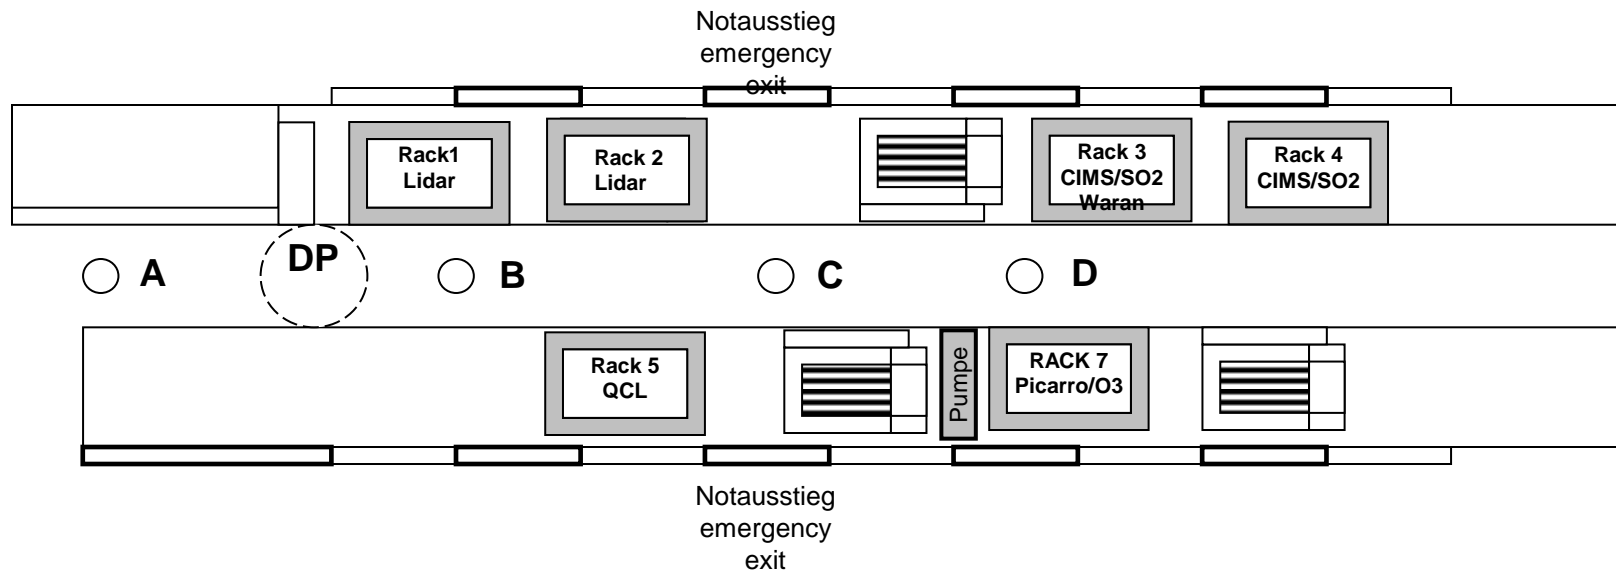 Notausstieg
emergency
exit
Rack1
Lidar
Rack 2
Lidar
Rack 3
CIMS/SO2
Waran
Rack 4
CIMS/SO2
A
DP
B
C
D
Rack 5
QCL
Pumpe
RACK 7
Picarro/O3
Notausstieg
emergency
exit